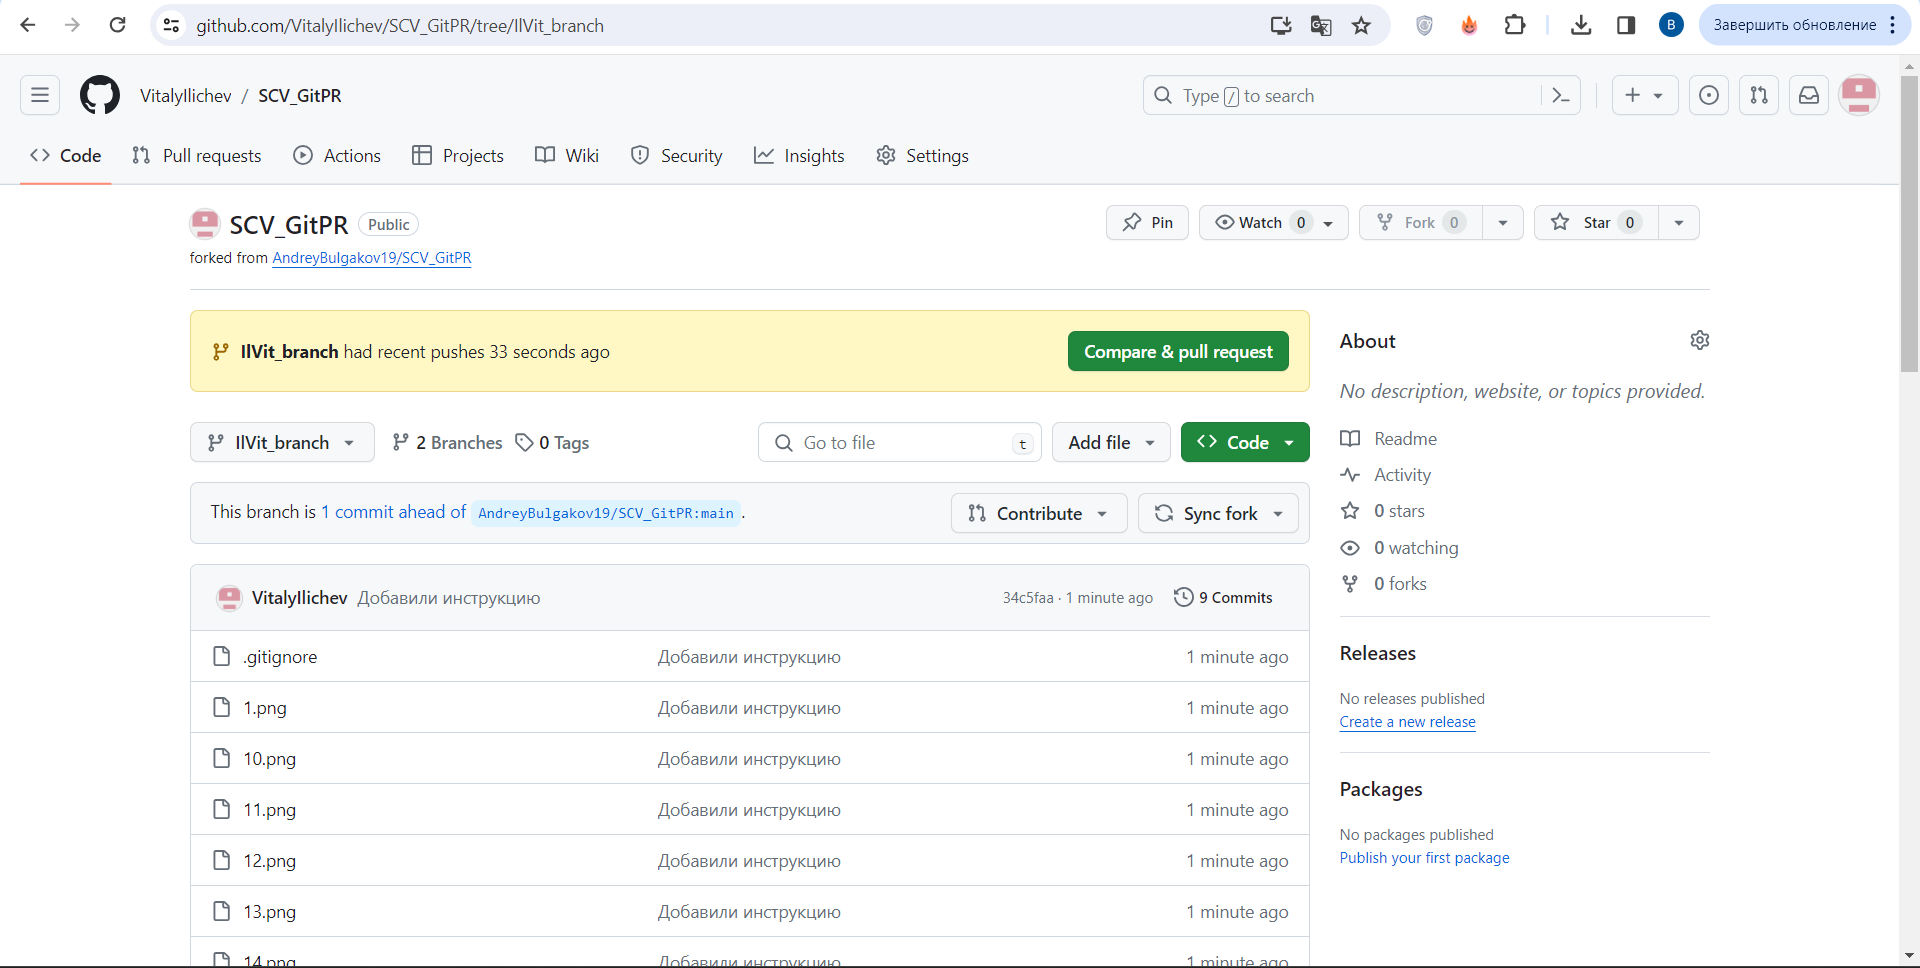 github.com/VitalyIlichev/SCV_GitPR/tree/IlVit_branch
B
Завершить обновление
VitalyIlichev / SCV_GitPR
Type / to search
Code Pull requests Actions Projects Wiki Security Insights Settings
SCV_GitPR Public
Pin Watch 0 Fork 0 Star 0
forked from AndreyBulgakov19/SCV_GitPR
IlVit_branch had recent pushes 33 seconds ago
Compare & pull request
IlVit_branch 2 Branches 0 Tags Go to file t Add file Code
This branch is 1 commit ahead of AndreyBulgakov19/SCV_GitPR:main.
Contribute Sync fork
VitalyIlichev Добавили инструкцию 34c5faa · 1 minute ago 9 Commits
.gitignore Добавили инструкцию 1 minute ago
1.png Добавили инструкцию 1 minute ago
10.png Добавили инструкцию 1 minute ago
11.png Добавили инструкцию 1 minute ago
12.png Добавили инструкцию 1 minute ago
13.png Добавили инструкцию 1 minute ago
14.png Добавили инструкцию 1 minute ago
About
No description, website, or topics provided.
Readme
Activity
0 stars
0 watching
0 forks
Releases
No releases published
Create a new release
Packages
No packages published
Publish your first package